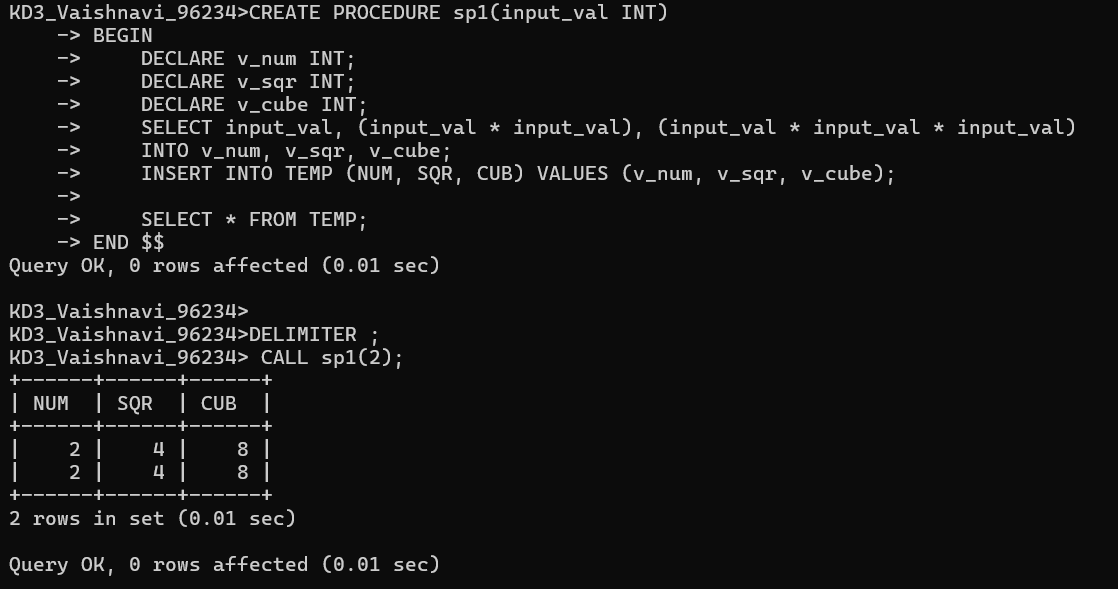 KD3_Vaishnavi_96234>CREATE PROCEDURE sp1(input_val INT)
    -> BEGIN
    ->     DECLARE v_num INT;
    ->     DECLARE v_sqr INT;
    ->     DECLARE v_cube INT;
    ->     SELECT input_val, (input_val * input_val), (input_val * input_val * input_val)
    ->     INTO v_num, v_sqr, v_cube;
    ->     INSERT INTO TEMP (NUM, SQR, CUB) VALUES (v_num, v_sqr, v_cube);
    ->
    ->     SELECT * FROM TEMP;
    -> END $$
Query OK, 0 rows affected (0.01 sec)

KD3_Vaishnavi_96234>
KD3_Vaishnavi_96234>DELIMITER ;
KD3_Vaishnavi_96234> CALL sp1(2);
+------+------+------+
| NUM  | SQR  | CUB  |
+------+------+------+
|    2 |    4 |    8 |
|    2 |    4 |    8 |
+------+------+------+
2 rows in set (0.01 sec)

Query OK, 0 rows affected (0.01 sec)